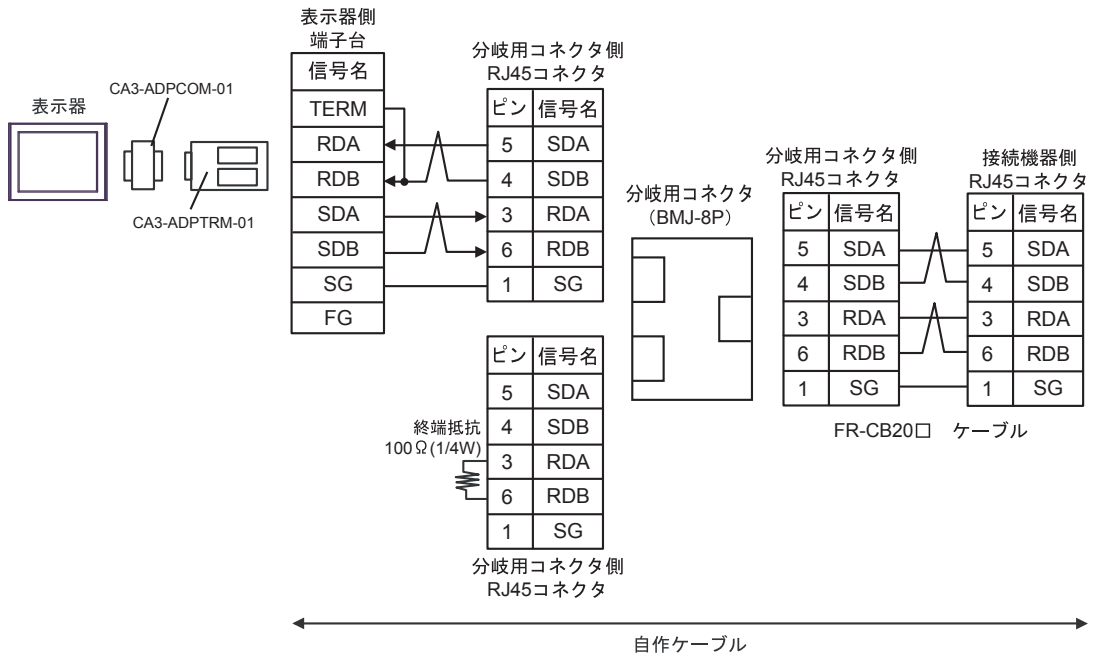 表示器
CA3-ADPCOM-01
CA3-ADPTRM-01
表示器側
端子台
信号名
TERM
RDA
RDB
SDA
SDB
SG
FG
分岐用コネクタ側
RJ45コネクタ
ピン 信号名
5 SDA
4 SDB
3 RDA
6 RDB
1 SG
終端抵抗
100Ω(1/4W)
ピン 信号名
5 SDA
4 SDB
3 RDA
6 RDB
1 SG
分岐用コネクタ側
RJ45コネクタ
分岐用コネクタ
(BMJ-8P)
分岐用コネクタ側
RJ45コネクタ
ピン 信号名
5 SDA
4 SDB
3 RDA
6 RDB
1 SG
接続機器側
RJ45コネクタ
ピン 信号名
5 SDA
4 SDB
3 RDA
6 RDB
1 SG
FR-CB20□ ケーブル
自作ケーブル